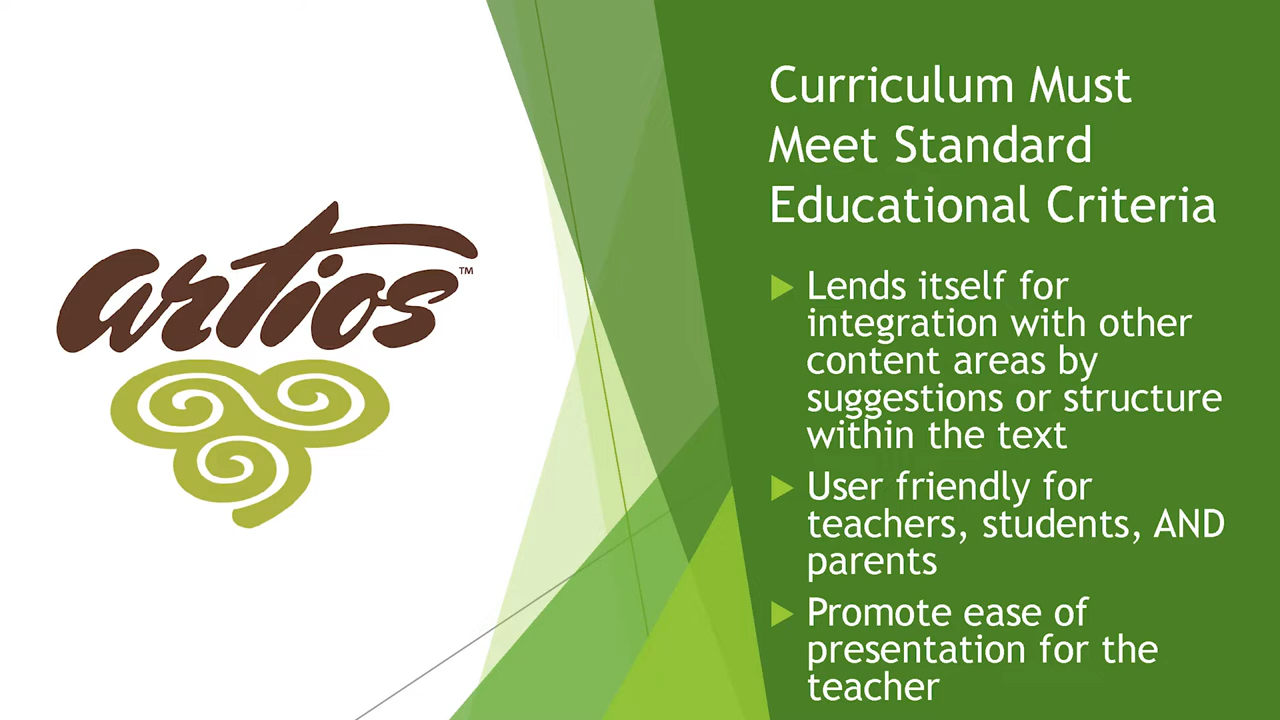 artios™
Curriculum Must
Meet Standard
Educational Criteria
Lends itself for
integration with other
content areas by
suggestions or structure
within the text
User friendly for
teachers, students, AND
parents
Promote ease of
presentation for the
teacher